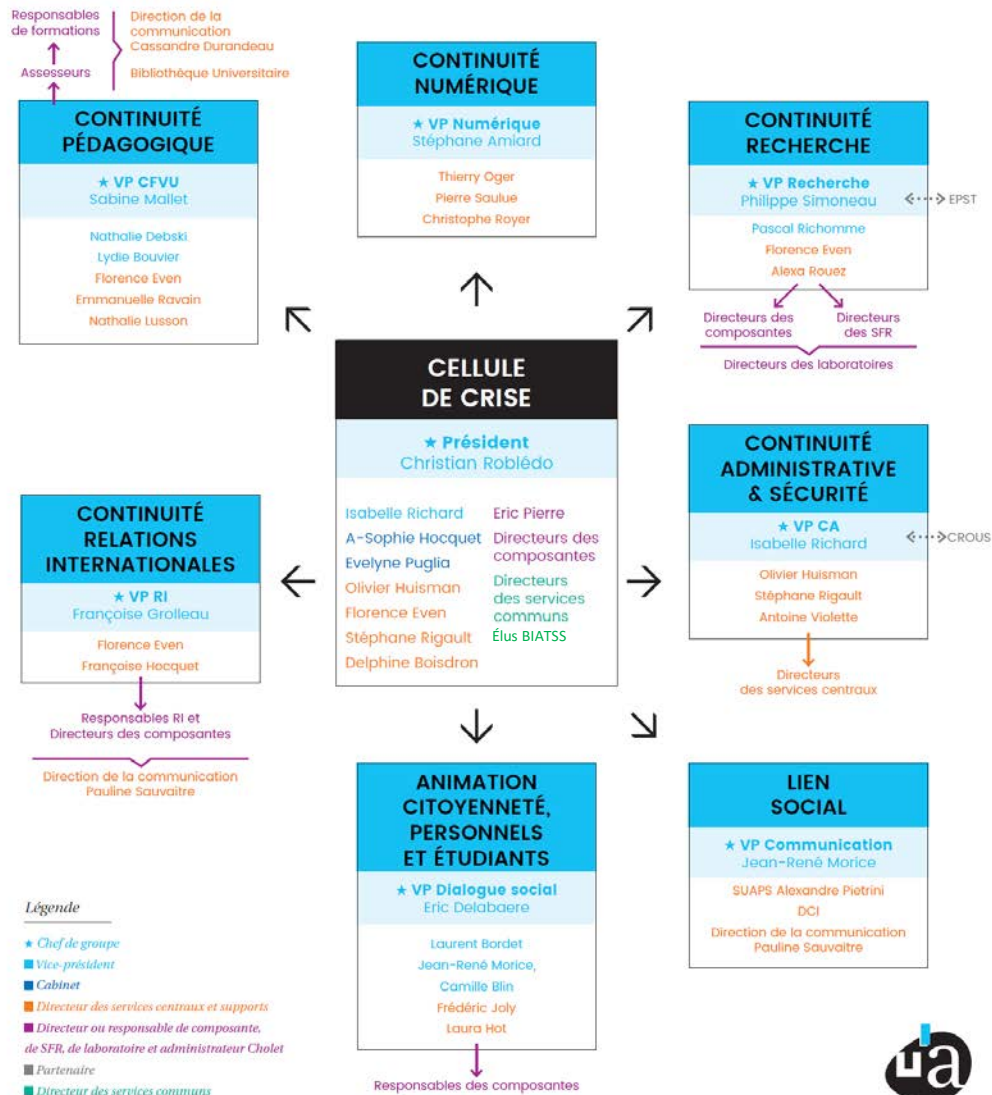 Responsables
de formations
Assesseurs
Direction de la
communication
Cassandre Durandeau
Bibliothèque Universitaire
CONTINUITÉ
PÉDAGOGIQUE
★ VP CFVU
Sabine Mallet
Nathalie Debski
Lydie Bouvier
Florence Even
Emmanuelle Ravain
Nathalie Lusson
CONTINUITÉ
NUMÉRIQUE
★ VP Numérique
Stéphane Amiard
Thierry Oger
Pierre Saulue
Christophe Royer
CONTINUITÉ
RECHERCHE
★ VP Recherche
Philippe Simoneau
EPST
Pascal Richomme
Florence Even
Alexa Rouez
Directeurs des
composantes
Directeurs
des SFR
Directeurs des laboratoires
CELLULE
DE CRISE
★ Président
Christian Roblédo
Isabelle Richard
A-Sophie Hocquet
Evelyne Puglia
Olivier Huisman
Florence Even
Stéphane Rigault
Delphine Boisdron
Eric Pierre
Directeurs des
composantes
Directeurs
des services
communs
Élus BIATSS
CONTINUITÉ
ADMINISTRATIVE
& SÉCURITÉ
★ VP CA
Isabelle Richard
CROUS
Olivier Huisman
Stéphane Rigault
Antoine Violette
Directeurs
des services centraux
CONTINUITÉ
RELATIONS
INTERNATIONALES
★ VP RI
Françoise Grolleau
Florence Even
Françoise Hocquet
Responsables RI et
Directeurs des composantes
Direction de la communication
Pauline Sauvaitre
ANIMATION
CITOYENNETÉ,
PERSONNELS
ET ÉTUDIANTS
★ VP Dialogue social
Eric Delabaere
Laurent Bordet
Jean-René Morice,
Camille Blin
Frédéric Joly
Laura Hot
Responsables des composantes
LIEN
SOCIAL
★ VP Communication
Jean-René Morice
SUAPS Alexandre Pietrini
DCI
Direction de la communication
Pauline Sauvaitre
Légende
★ Chef de groupe
Vice-président
Cabinet
Directeur des services centraux et supports
Directeur ou responsable de composante,
de SFR, de laboratoire et administrateur Cholet
Partenaire
Directeur des services communs
ua